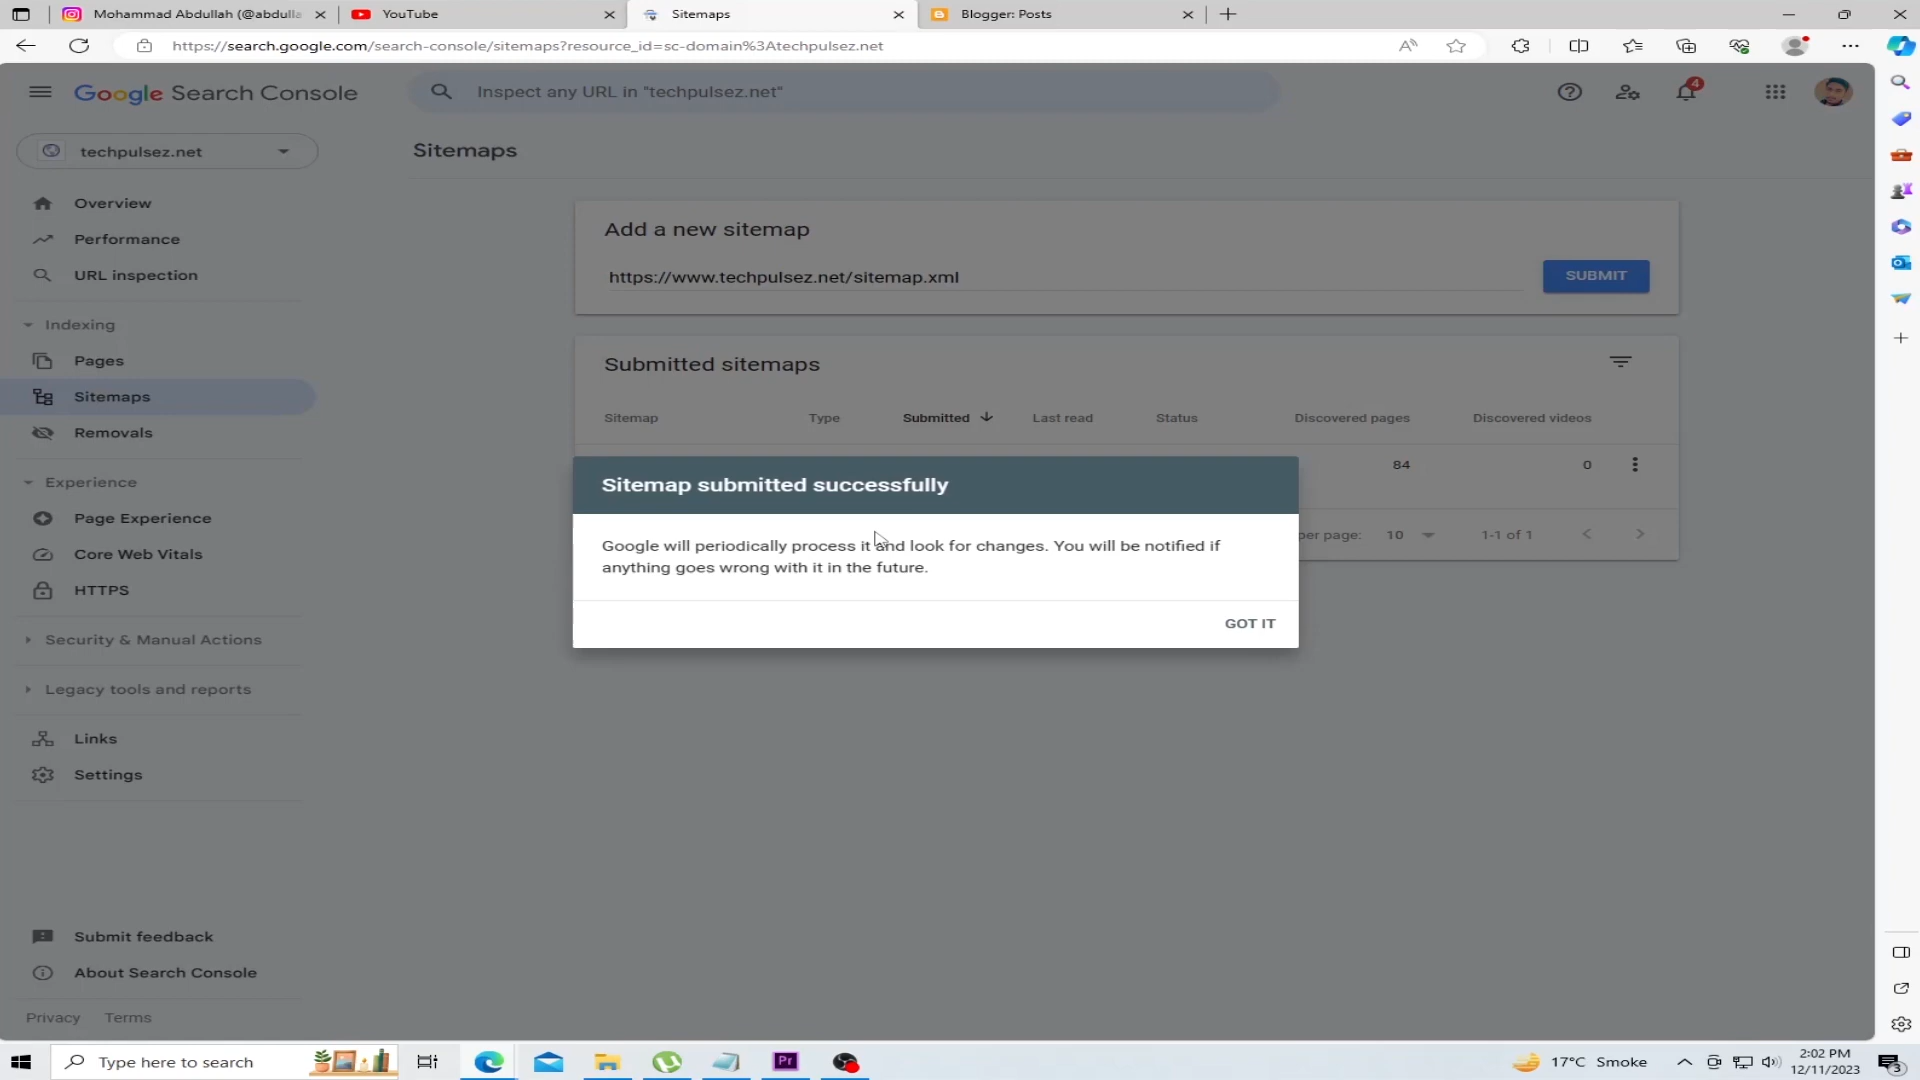 Mohammad Abdullah (@abdulla
YouTube
Sitemaps
Blogger: Posts
https://search.google.com/search-console/sitemaps?resource_id=sc-domain%3Atechpulsez.net
Google Search Console
Inspect any URL in "techpulsez.net"
4
techpulsez.net
Sitemaps
Overview
Performance
URL inspection
Indexing
Pages
Sitemaps
Removals
Experience
Page Experience
Core Web Vitals
HTTPS
Security & Manual Actions
Legacy tools and reports
Links
Settings
Submit feedback
About Search Console
Privacy Terms
Add a new sitemap
https://www.techpulsez.net/sitemap.xml
SUBMIT
Submitted sitemaps
Sitemap Type Submitted Last read Status Discovered pages Discovered videos
84 0
per page: 10 1-1 of 1
Sitemap submitted successfully
Google will periodically process it and look for changes. You will be notified if
anything goes wrong with it in the future.
GOT IT
Type here to search
Pr
17°C Smoke
2:02 PM
12/11/2023
3